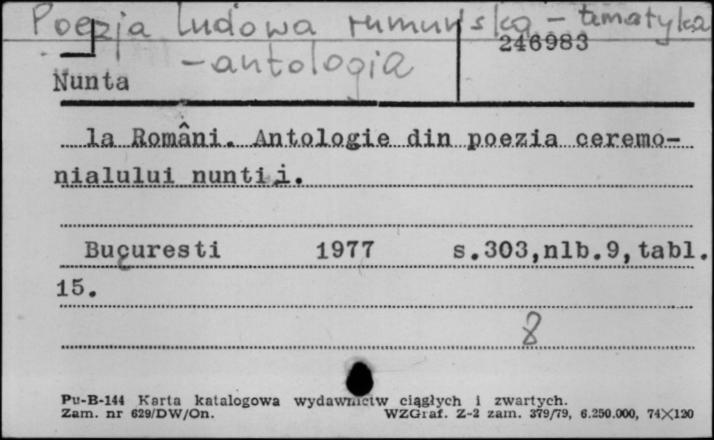 Poezja ludowa rumuńska - tematyka
- antologia
246983
Nunta
la Români. Antologie din poezia ceremo-
nialului nuntii.
Bucuresti 1977 s.303,nlb.9,tabl.
15.
8
Pu-B-144 Karta katalogowa wydawnictw ciągłych i zwartych.
Zam. nr 629/DW/On. WZGraf. Z-2 zam. 379/79, 6.250.000, 74×120